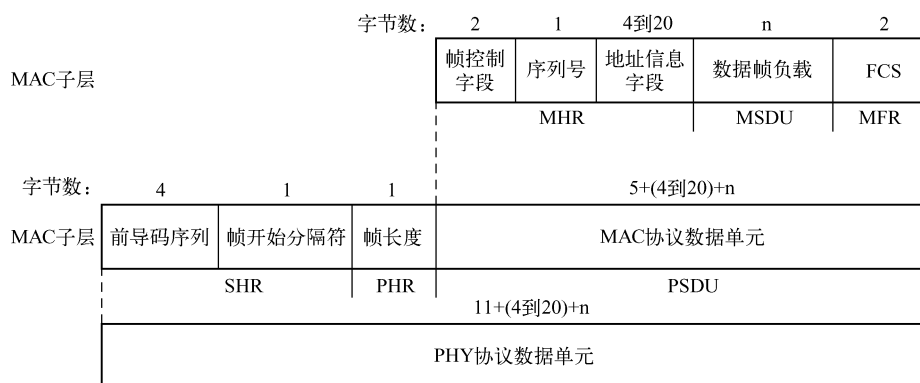 字节数: 2 1 4到20 n 2
MAC子层 帧控制字段 序列号 地址信息字段 数据帧负载 FCS
MHR MSDU MFR
字节数: 4 1 1 5+(4到20)+n
MAC子层 前导码序列 帧开始分隔符 帧长度 MAC协议数据单元
SHR PHR PSDU
11+(4到20)+n
PHY协议数据单元